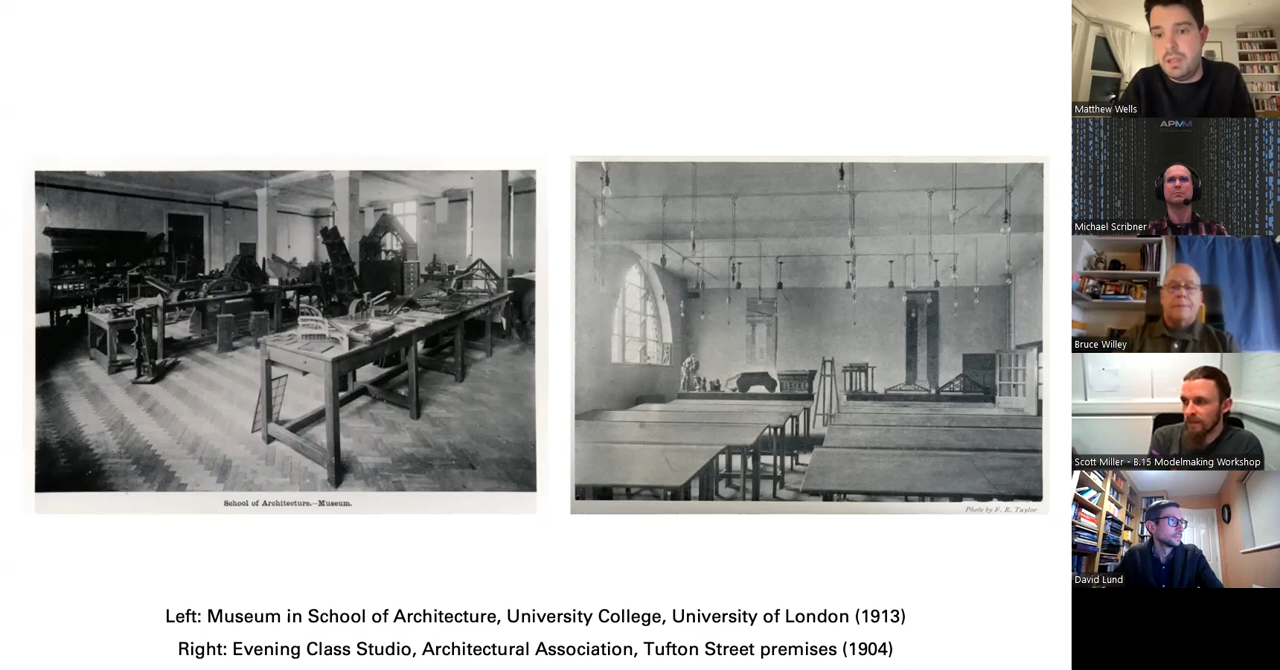 School of Architecture.—Museum.
Photo by F. R. Taylor
Left: Museum in School of Architecture, University College, University of London (1913)
Right: Evening Class Studio, Architectural Association, Tufton Street premises (1904)
Matthew Wells
APMM
Michael Scribner
Bruce Willey
Scott Miller - B.15 Modelmaking Workshop
David Lund